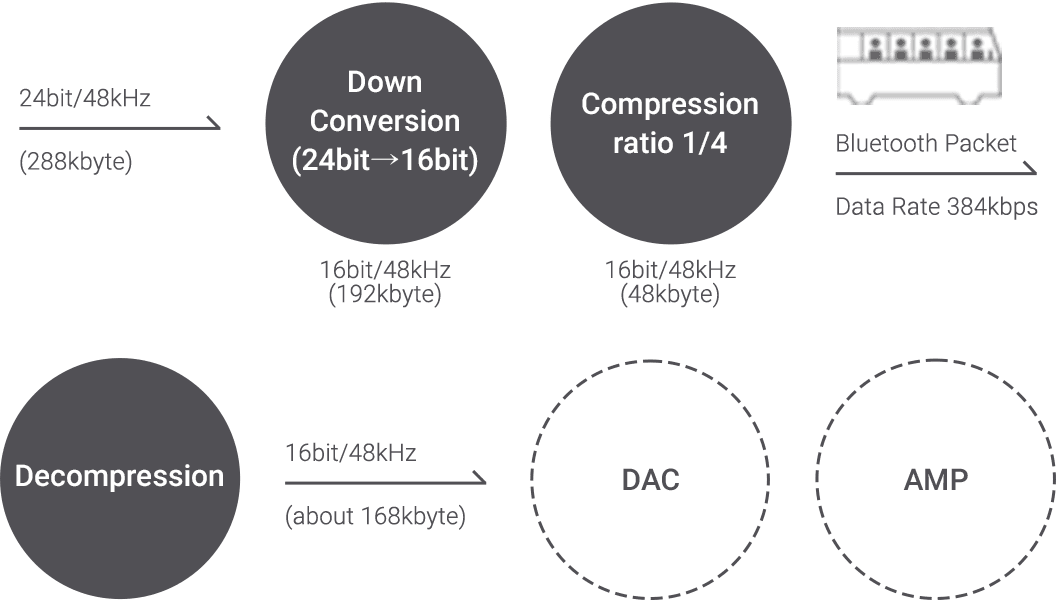 24bit/48kHz
(288kbyte)
Down
Conversion
(24bit→16bit)
16bit/48kHz
(192kbyte)
Compression
ratio 1/4
16bit/48kHz
(48kbyte)
Bluetooth Packet
Data Rate 384kbps
Decompression
16bit/48kHz
(about 168kbyte)
DAC
AMP